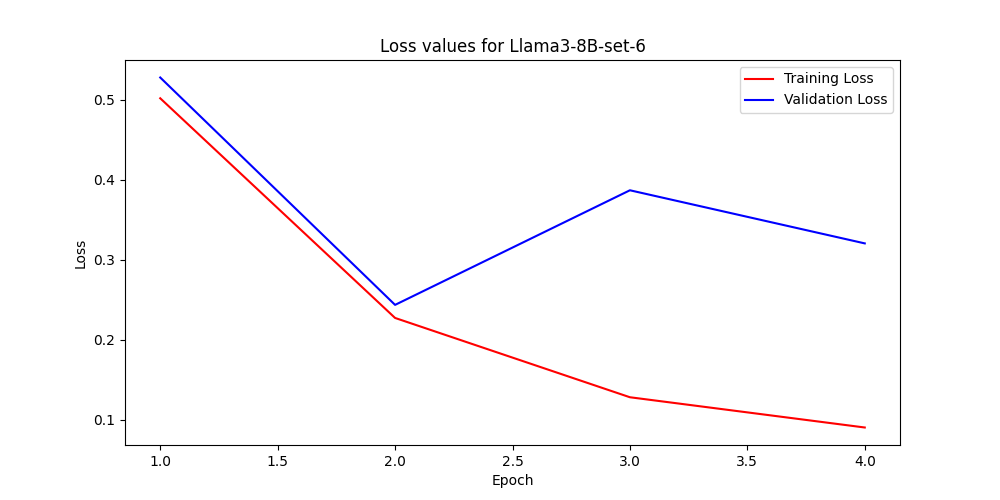 Loss values for Llama3-8B-set-6
Training Loss
Validation Loss
0.5
0.4
0.3
0.2
0.1
Loss
1.0 1.5 2.0 2.5 3.0 3.5 4.0
Epoch